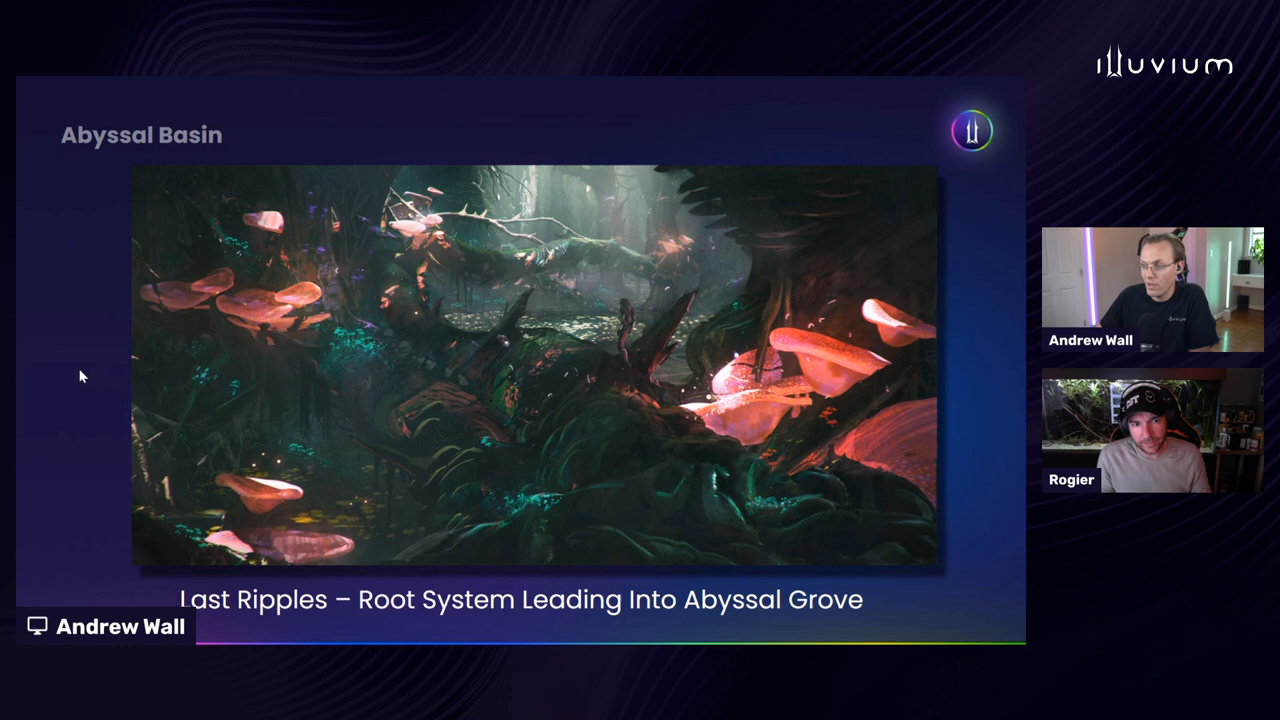 illuvium
Abyssal Basin
Andrew Wall
Rogier
Last Ripples – Root System Leading Into Abyssal Grove
Andrew Wall